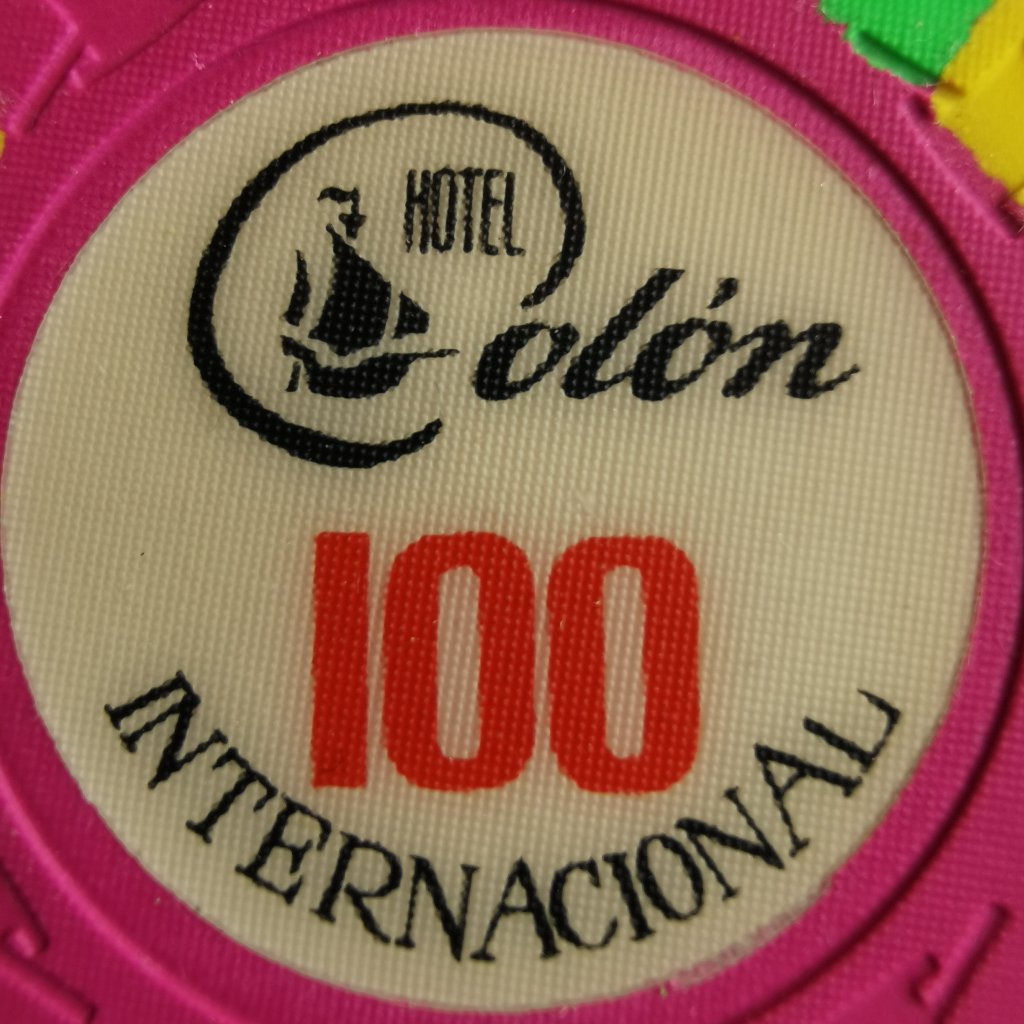 HOTEL
Colón
100
INTERNACIONAL